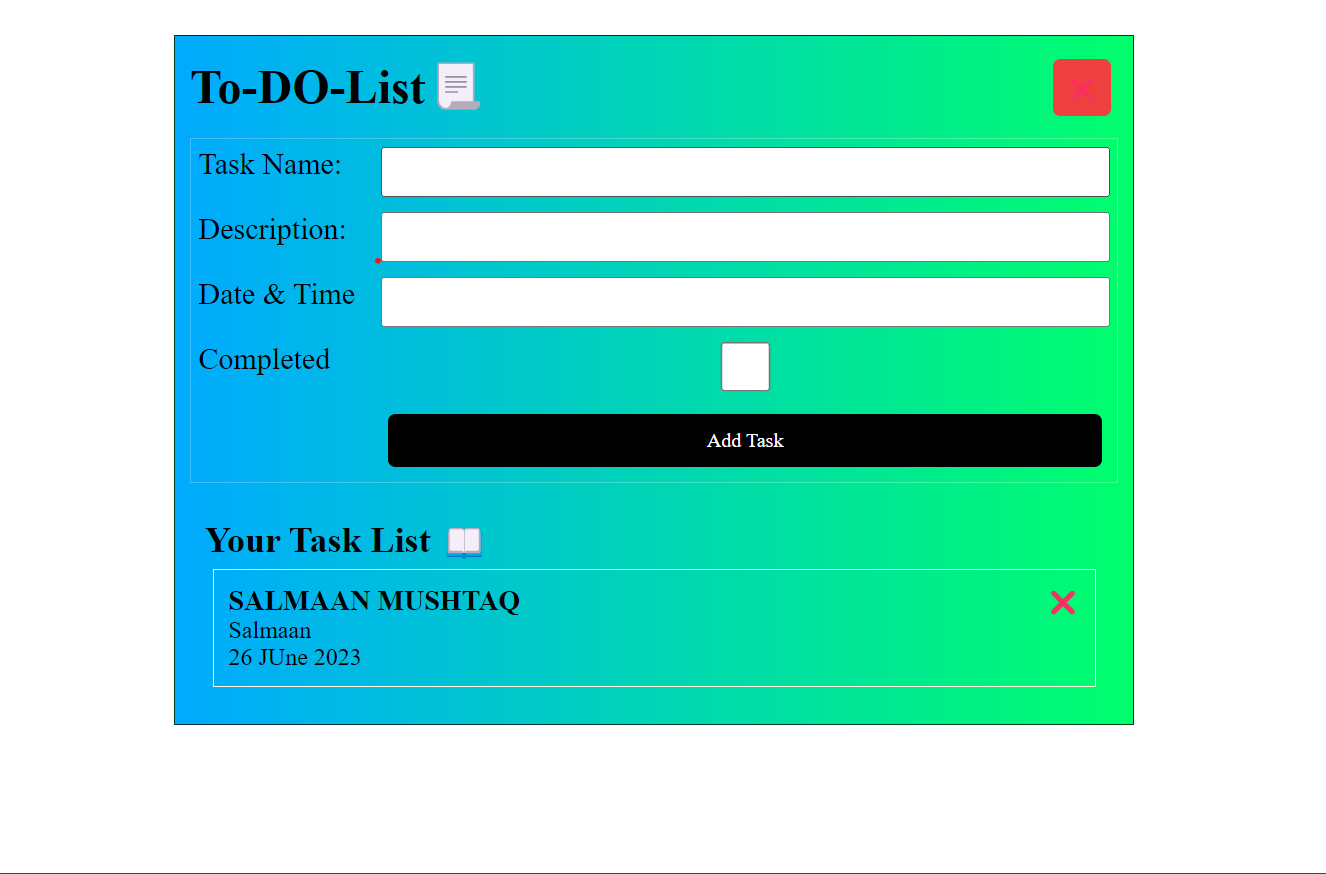 To-DO-List
Task Name:
Description:
Date & Time
Completed
Add Task
Your Task List
SALMAAN MUSHTAQ
Salmaan
26 JUne 2023